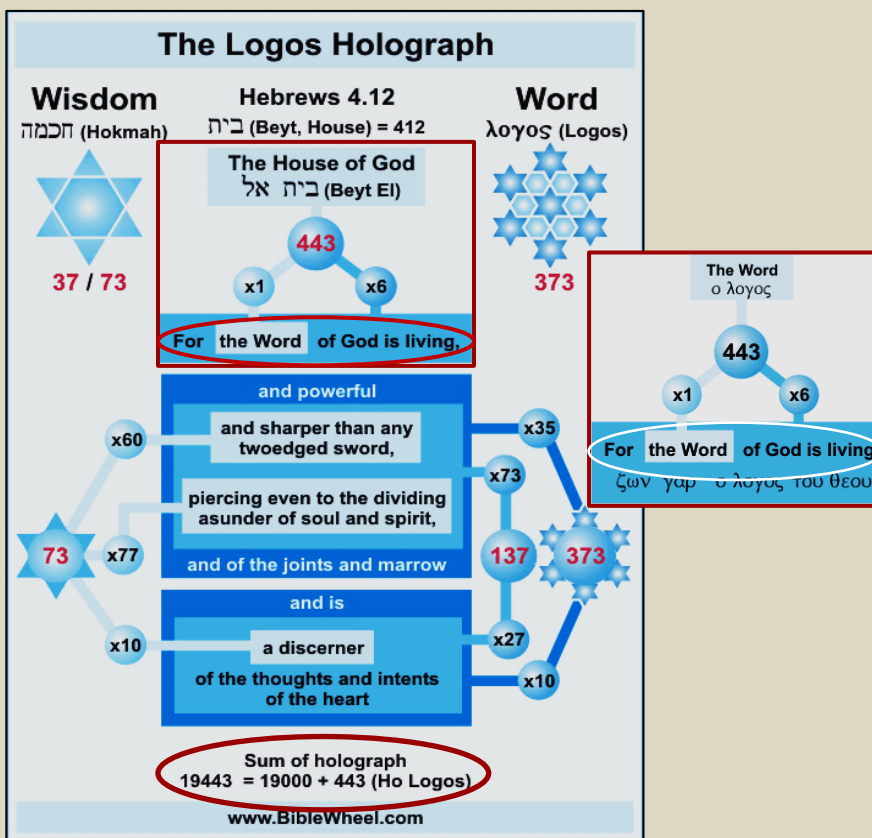 The Logos Holograph
Wisdom
חכמה (Hokmah)
37 / 73
Hebrews 4.12
בית (Beyt, House) = 412
Word
λογος (Logos)
373
The House of God
בית אל (Beyt El)
443
x1
x6
For the Word of God is living,
The Word
ο λογος
443
x1
x6
For the Word of God is living
ζων γαρ ο λογος του θεου
and powerful
and sharper than any
twoedged sword,
piercing even to the dividing
asunder of soul and spirit,
and of the joints and marrow
x60
73
x77
x10
x35
x73
137
373
x27
x10
and is
a discerner
of the thoughts and intents
of the heart
Sum of holograph
19443 = 19000 + 443 (Ho Logos)
www.BibleWheel.com